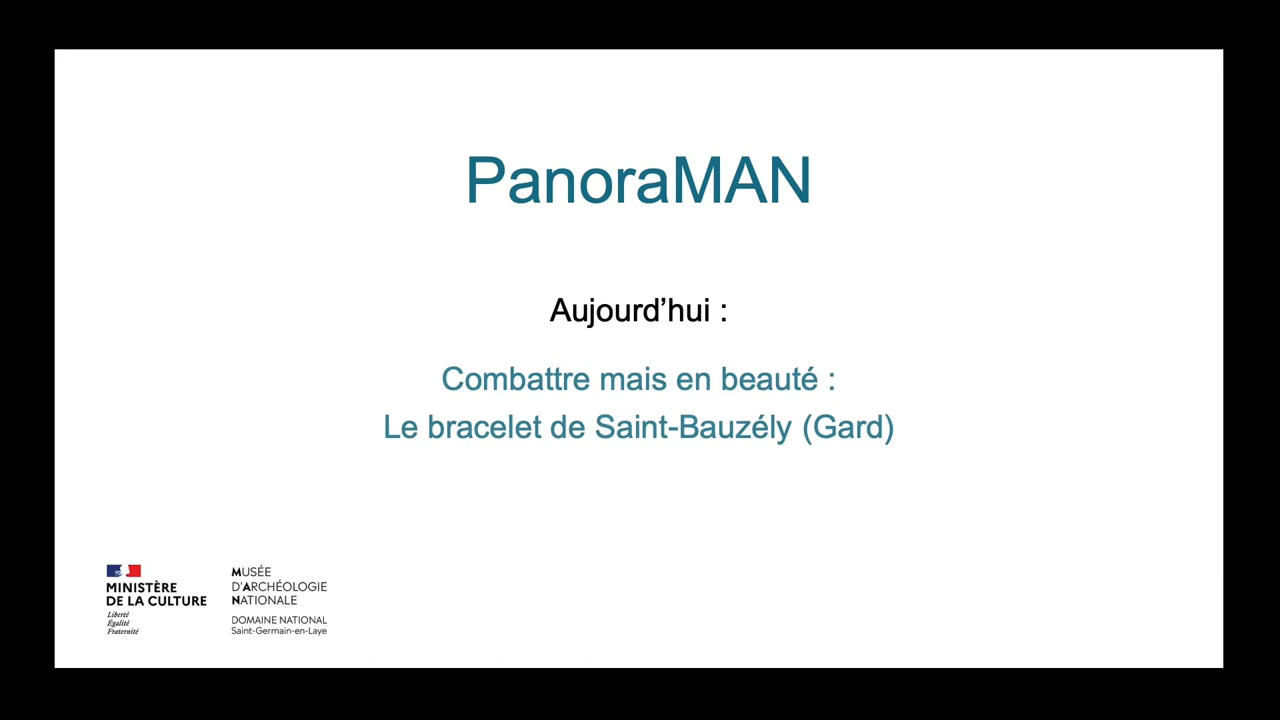 PanoraMAN
Aujourd’hui :
Combattre mais en beauté :
Le bracelet de Saint-Bauzély (Gard)
MINISTÈRE
DE LA CULTURE
Liberté
Égalité
Fraternité
MUSÉE
D’ARCHÉOLOGIE
NATIONALE
DOMAINE NATIONAL
Saint-Germain-en-Laye